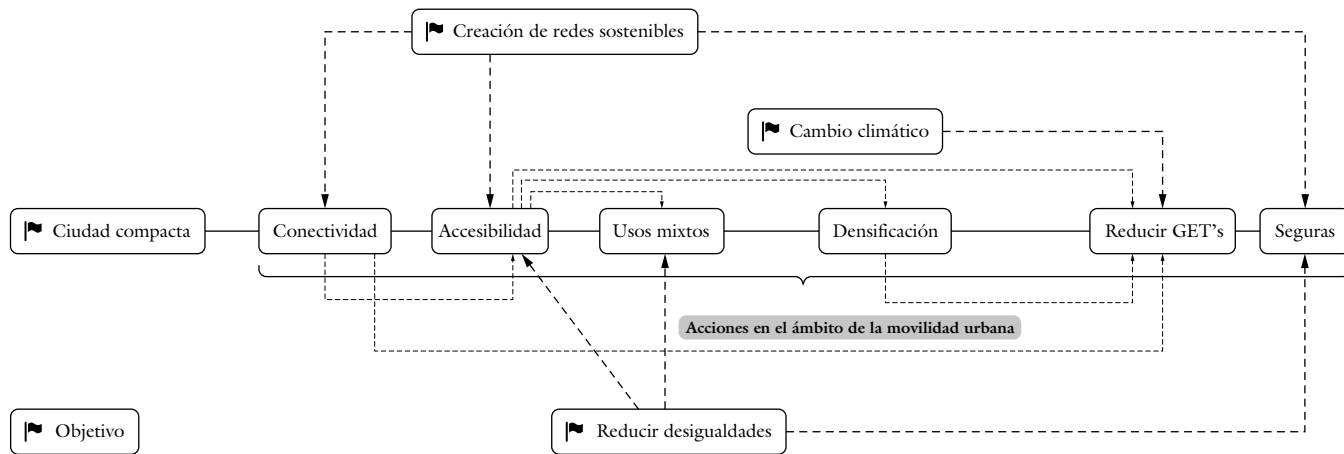 Creación de redes sostenibles
Cambio climático
Ciudad compacta
Conectividad
Accesibilidad
Usos mixtos
Densificación
Reducir GET’s
Seguras
Acciones en el ámbito de la movilidad urbana
Objetivo
Reducir desigualdades